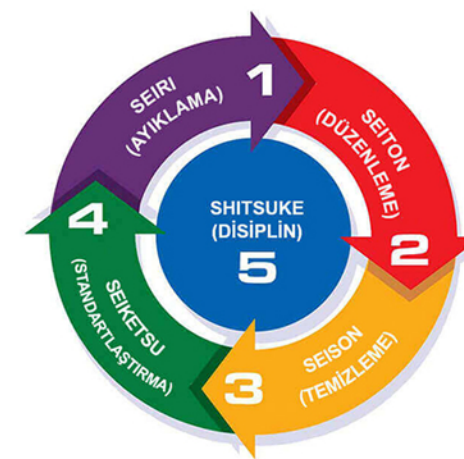 SEIRI
(AYIKLAMA)
1
SEITON
(DÜZENLEME)
2
SEISON
(TEMİZLEME)
3
SEIKETSU
(STANDARTLAŞTIRMA)
4
SHITSUKE
(DİSİPLİN)
5